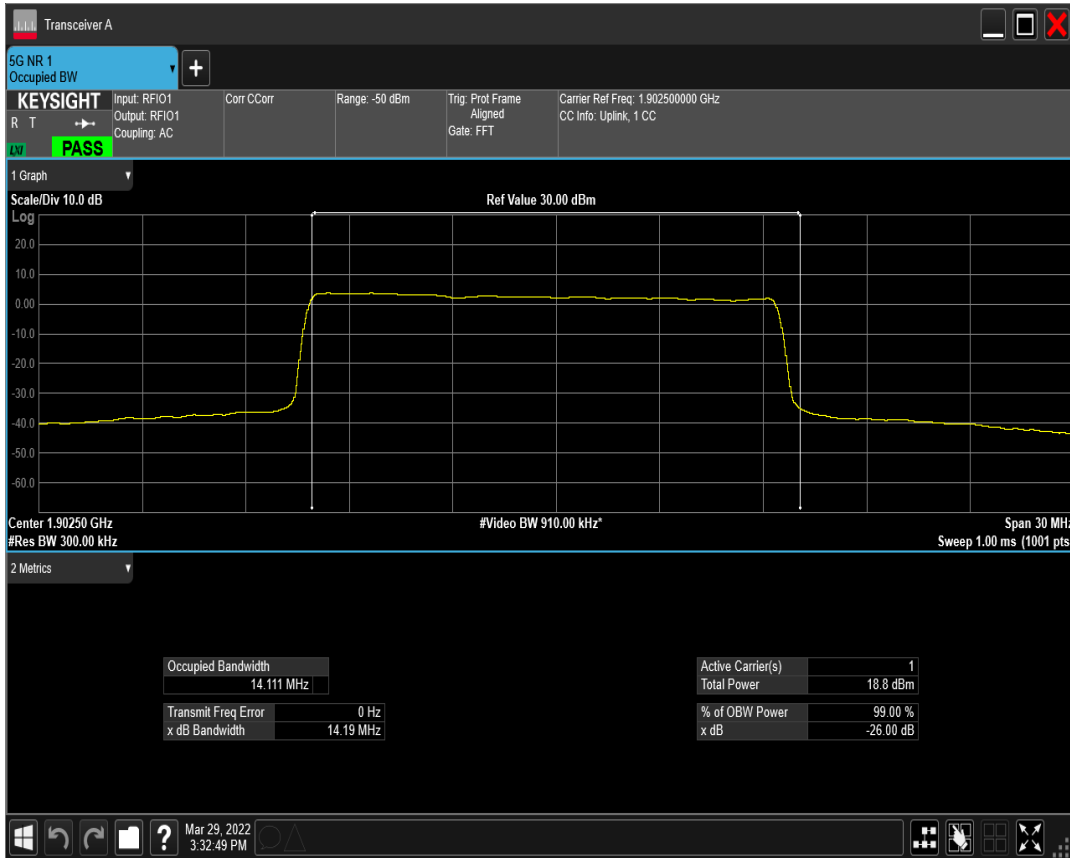 Transceiver A
5G NR 1
Occupied BW
+
KEYSIGHT
R T
LXI
PASS
Input: RFIO1
Output: RFIO1
Coupling: AC
Corr CCorr
Range: -50 dBm
Trig: Prot Frame
Aligned
Gate: FFT
Carrier Ref Freq: 1.902500000 GHz
CC Info: Uplink, 1 CC
1 Graph
Scale/Div 10.0 dB
Ref Value 30.00 dBm
Log
20.0
10.0
0.00
-10.0
-20.0
-30.0
-40.0
-50.0
-60.0
Center 1.90250 GHz
#Video BW 910.00 kHz*
Span 30 MHz
#Res BW 300.00 kHz
Sweep 1.00 ms (1001 pts
2 Metrics
Occupied Bandwidth
14.111 MHz
Transmit Freq Error 0 Hz
x dB Bandwidth 14.19 MHz
Active Carrier(s) 1
Total Power 18.8 dBm
% of OBW Power 99.00 %
x dB -26.00 dB
?
Mar 29, 2022
3:32:49 PM